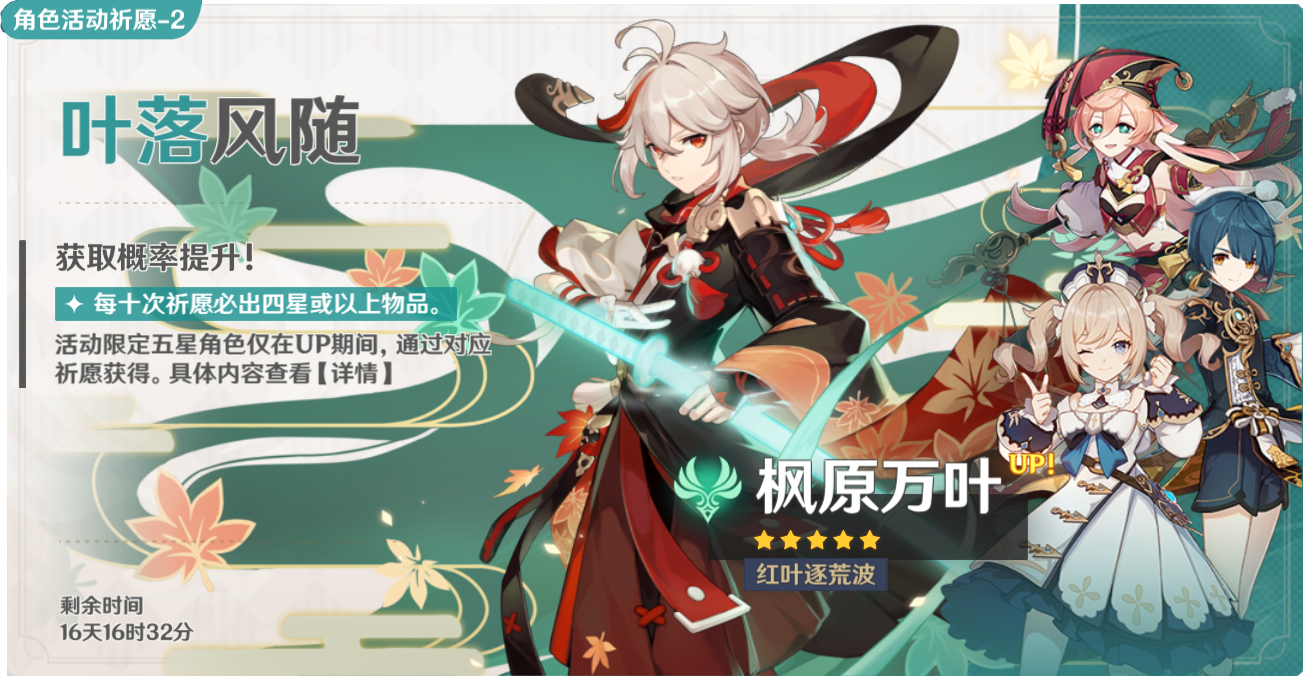 角色活动祈愿-2
叶落风随
获取概率提升！
每十次祈愿必出四星或以上物品。
活动限定五星角色仅在UP期间，通过对应
祈愿获得。具体内容查看【详情】
枫原万叶
UP!
红叶逐荒波
剩余时间
16天16时32分